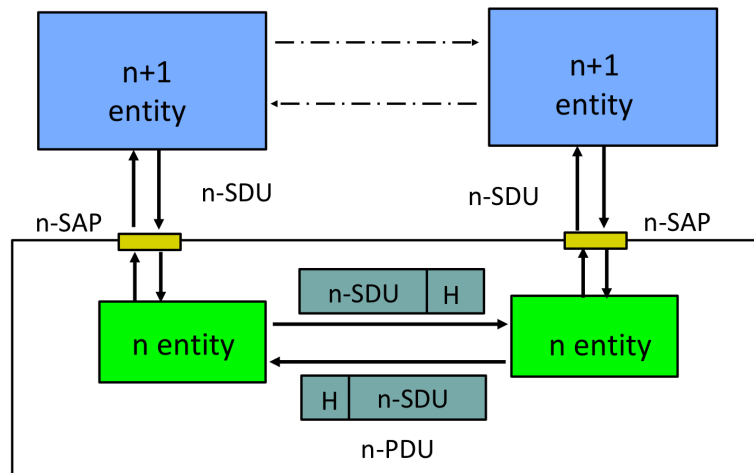 n+1
entity
n+1
entity
n-SDU
n-SDU
n-SAP
n-SAP
n-SDU
H
n entity
n entity
H
n-SDU
n-PDU